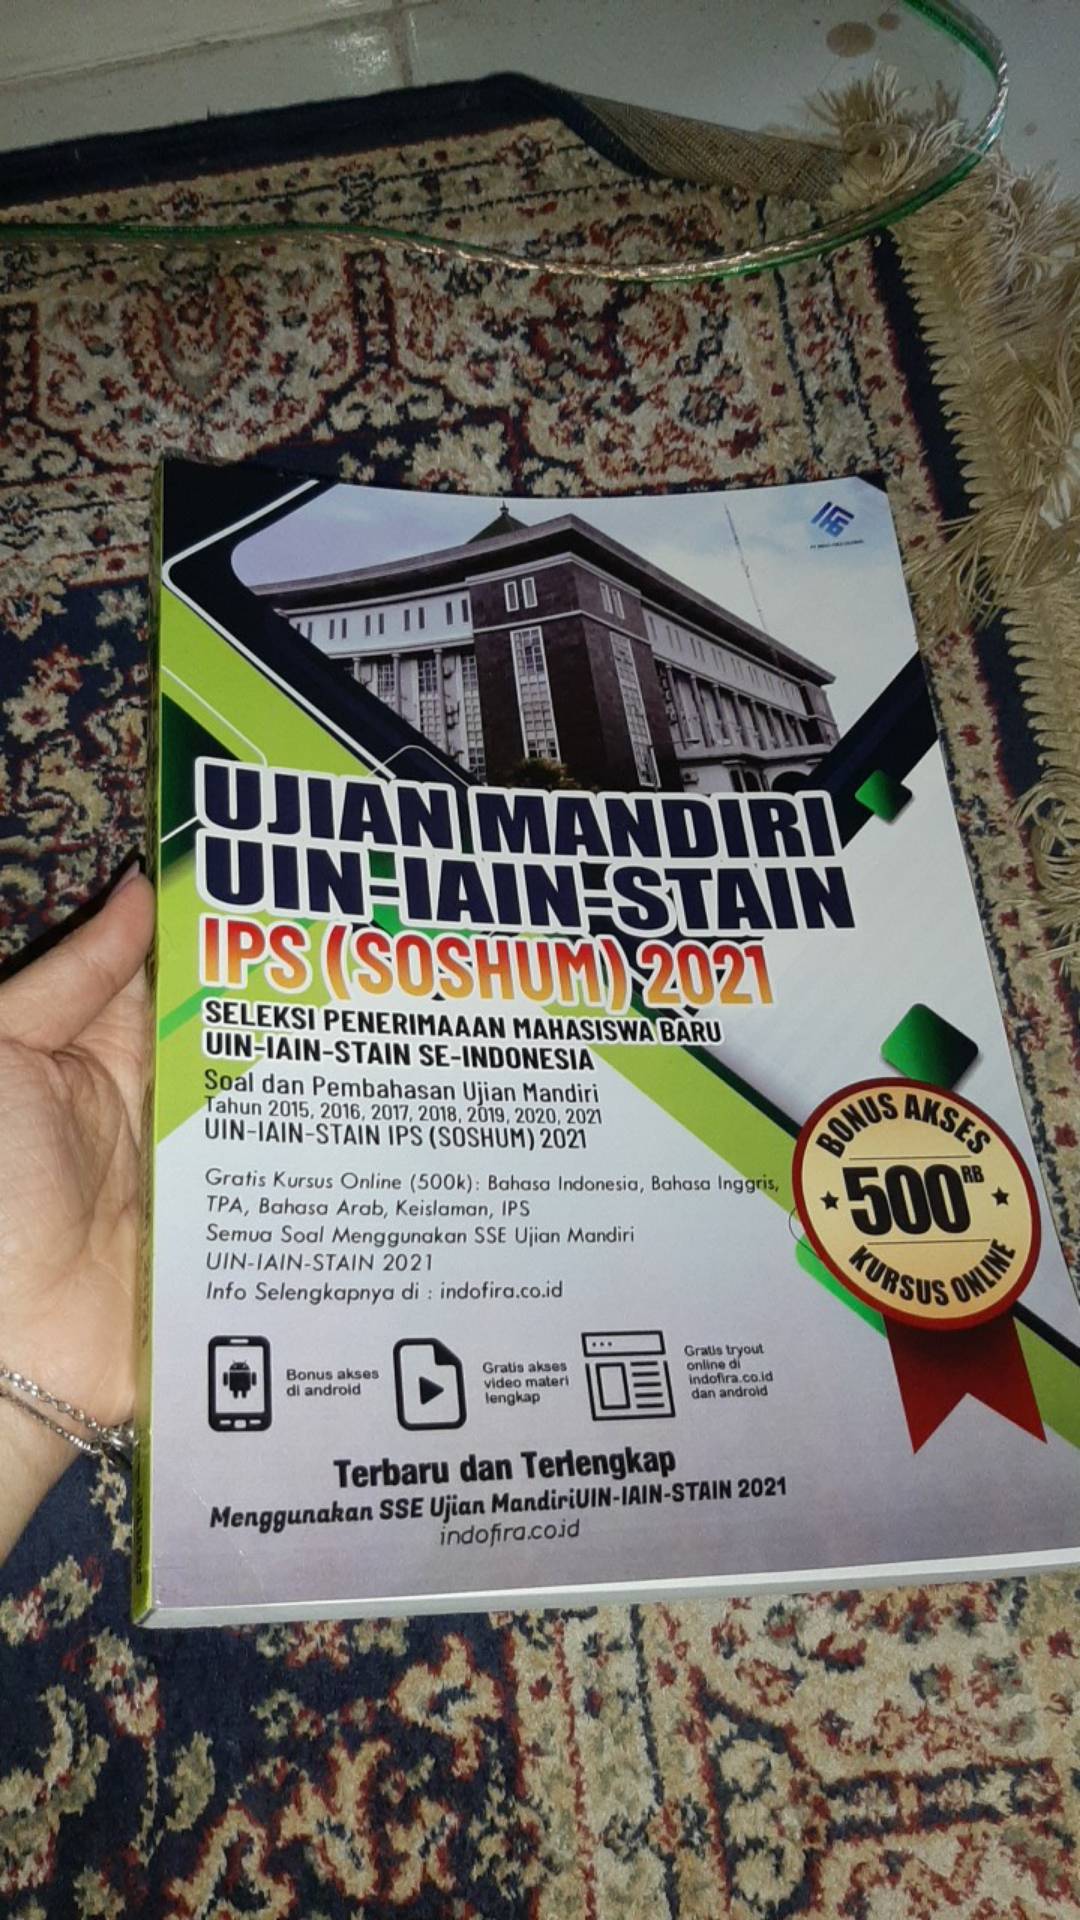 UJIAN MANDIRI
UIN-IAIN-STAIN
IPS (SOSHUM) 2021
SELEKSI PENERIMAAAN MAHASISWA BARU
UIN-IAIN-STAIN SE-INDONESIA
Soal dan Pembahasan Ujian Mandiri
Tahun 2015, 2016, 2017, 2018, 2019, 2020, 2021
UIN-IAIN-STAIN IPS (SOSHUM) 2021
Gratis Kursus Online (500k): Bahasa Indonesia, Bahasa Inggris,
TPA, Bahasa Arab, Keislaman, IPS
Semua Soal Menggunakan SSE Ujian Mandiri
UIN-IAIN-STAIN 2021
Info Selengkapnya di : indofira.co.id
BONUS AKSES
500 RB
KURSUS ONLINE
Bonus akses
di android
Gratis akses
video materi
lengkap
Gratis tryout
online di
indofira.co.id
dan android
Terbaru dan Terlengkap
Menggunakan SSE Ujian MandiriUIN-IAIN-STAIN 2021
indofira.co.id